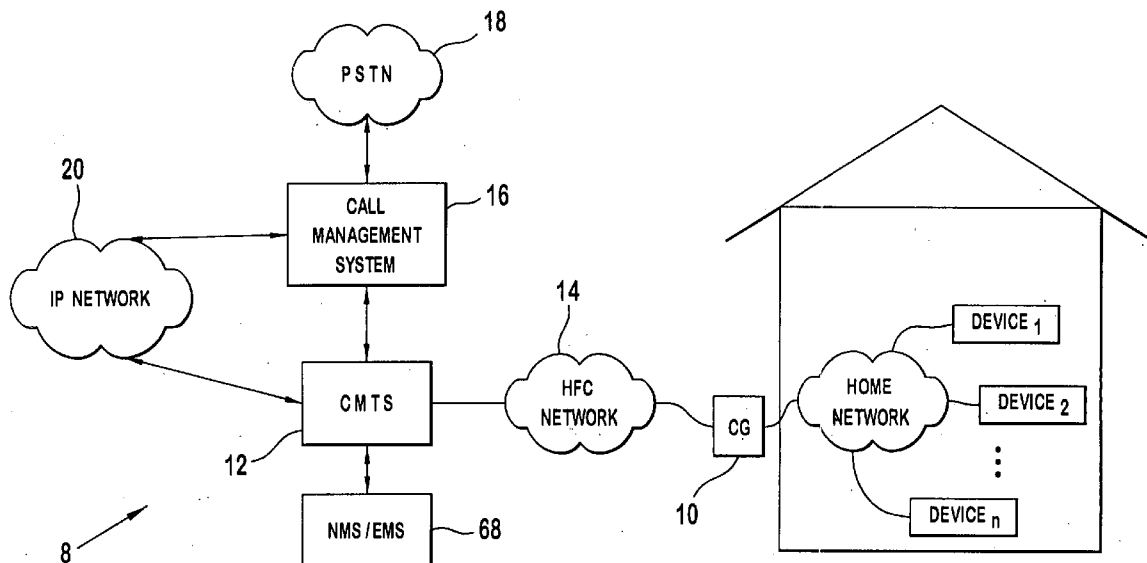 18
PSTN
20
16
CALL
MANAGEMENT
SYSTEM
IP NETWORK
14
DEVICE 1
HFC
NETWORK
HOME
NETWORK
CMTS
CG
DEVICE 2
12
10
NMS/EMS
68
DEVICE n
8